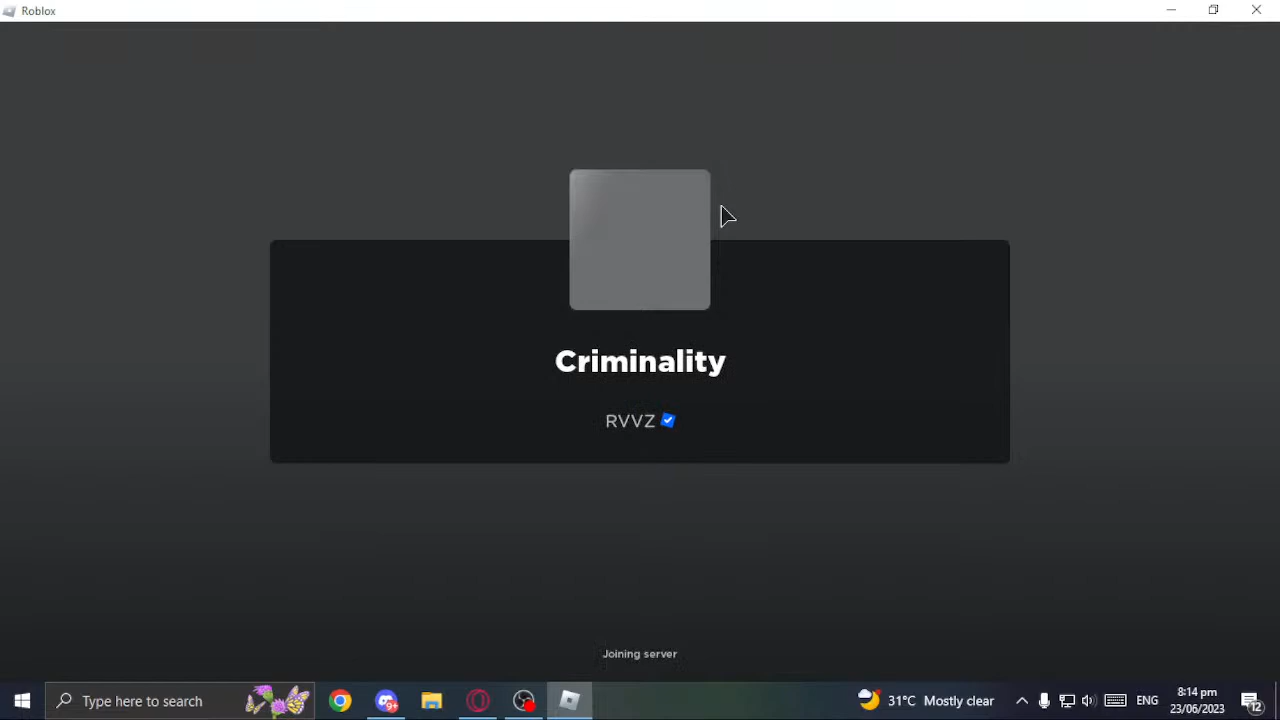 Roblox
Criminality
RVVZ
Joining server
Type here to search
9+
31°C Mostly clear
ENG
8:14 pm
23/06/2023
12